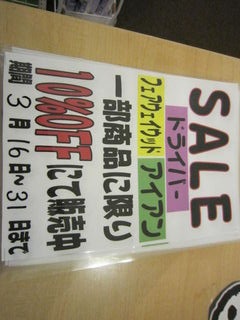 SALE
ドライバー
フェアウェイウッド アイアン
一部商品に限り
10%OFFにて販売中
期間 3月16日~31日まで